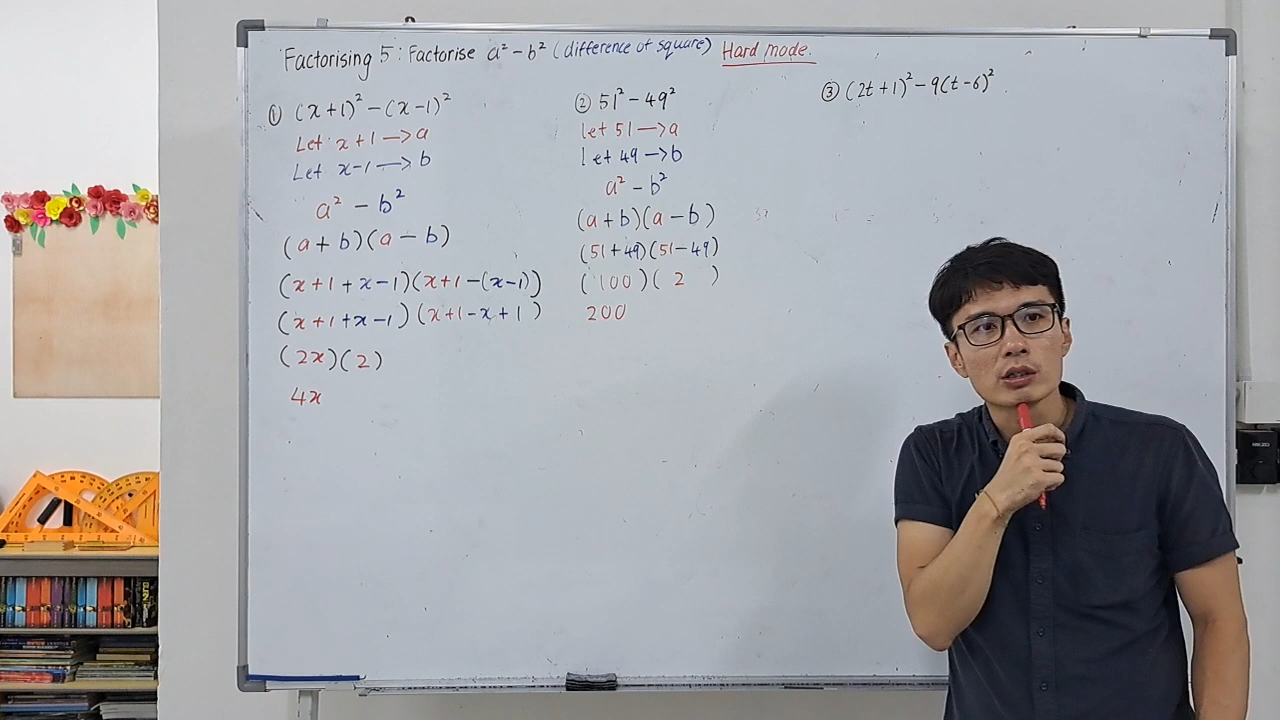 Factorising 5: Factorise a² – b² (difference of square) Hard mode.
① (x+1)² – (x–1)²
Let x+1 → a
Let x–1 → b
a² – b²
(a+b)(a–b)
(x+1+x–1)(x+1–(x–1))
(x+1+x–1)(x+1–x+1)
(2x)(2)
4x
② 51² – 49²
let 51 → a
let 49 → b
a² – b²
(a+b)(a–b)
(51+49)(51–49)
(100)(2)
200
③ (2t+1)² – 9(t–6)²